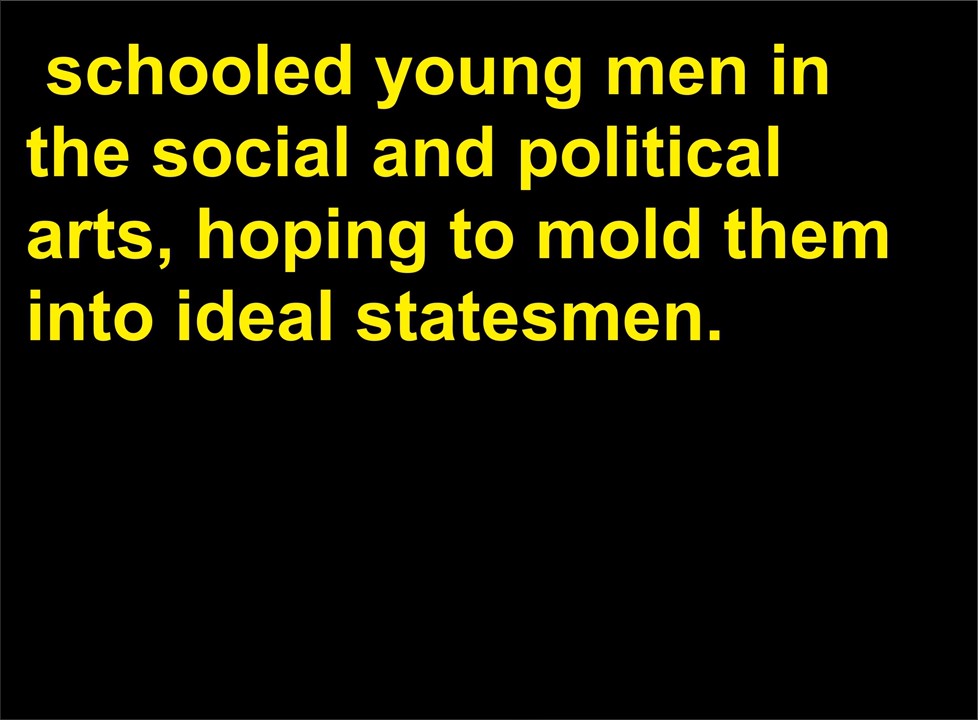 schooled young men in
the social and political
arts, hoping to mold them
into ideal statesmen.